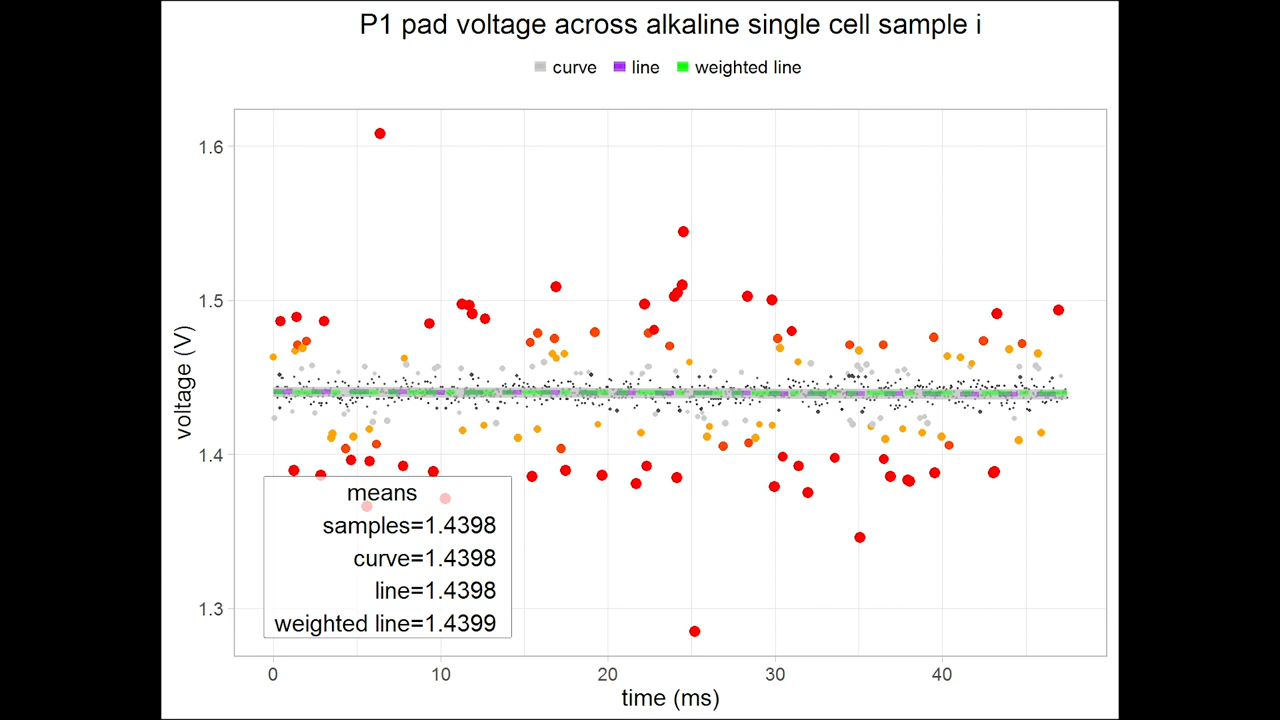 P1 pad voltage across alkaline single cell sample i
curve line weighted line
1.6
1.5
1.4
1.3
voltage (V)
means
samples=1.4398
curve=1.4398
line=1.4398
weighted line=1.4399
0 10 20 30 40
time (ms)